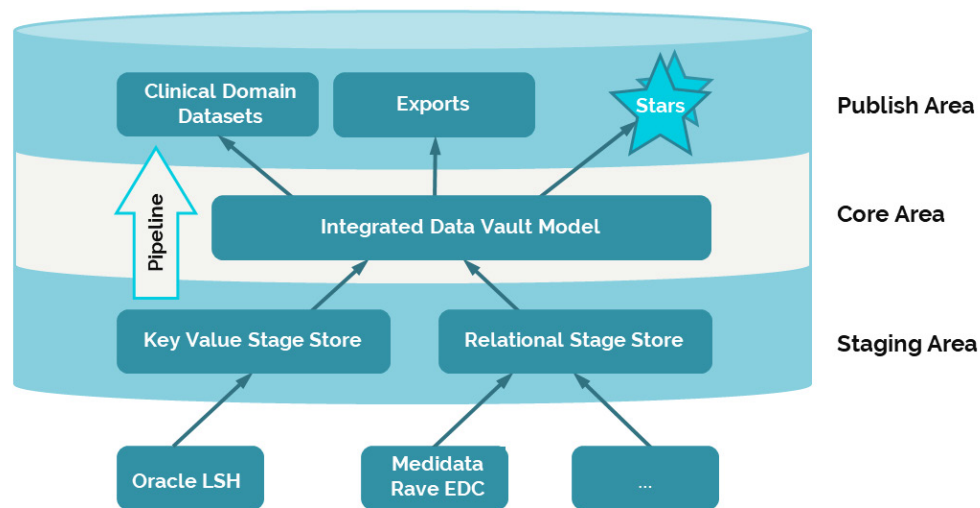 Clinical Domain
Datasets
Exports
Stars
Publish Area
Pipeline
Integrated Data Vault Model
Core Area
Key Value Stage Store
Relational Stage Store
Staging Area
Oracle LSH
Medidata
Rave EDC
...